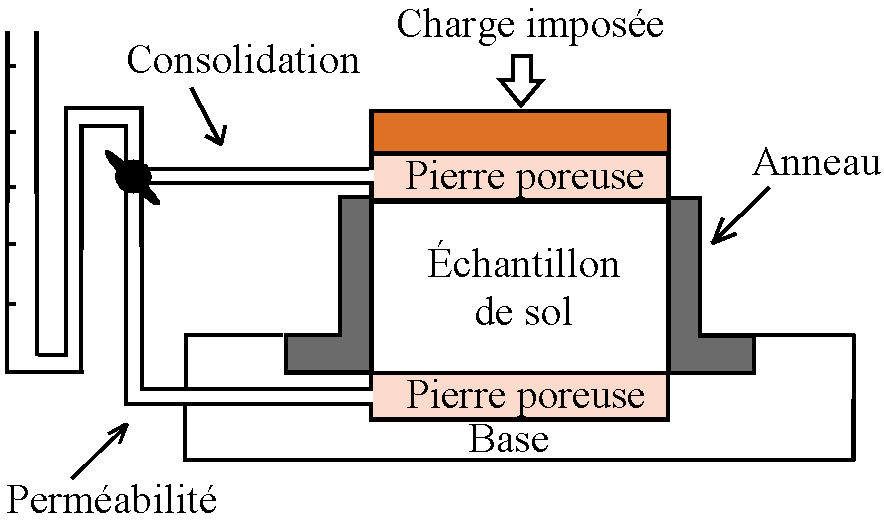 Charge imposée
Consolidation
Pierre poreuse
Anneau
Échantillon
de sol
Pierre poreuse
Base
Perméabilité